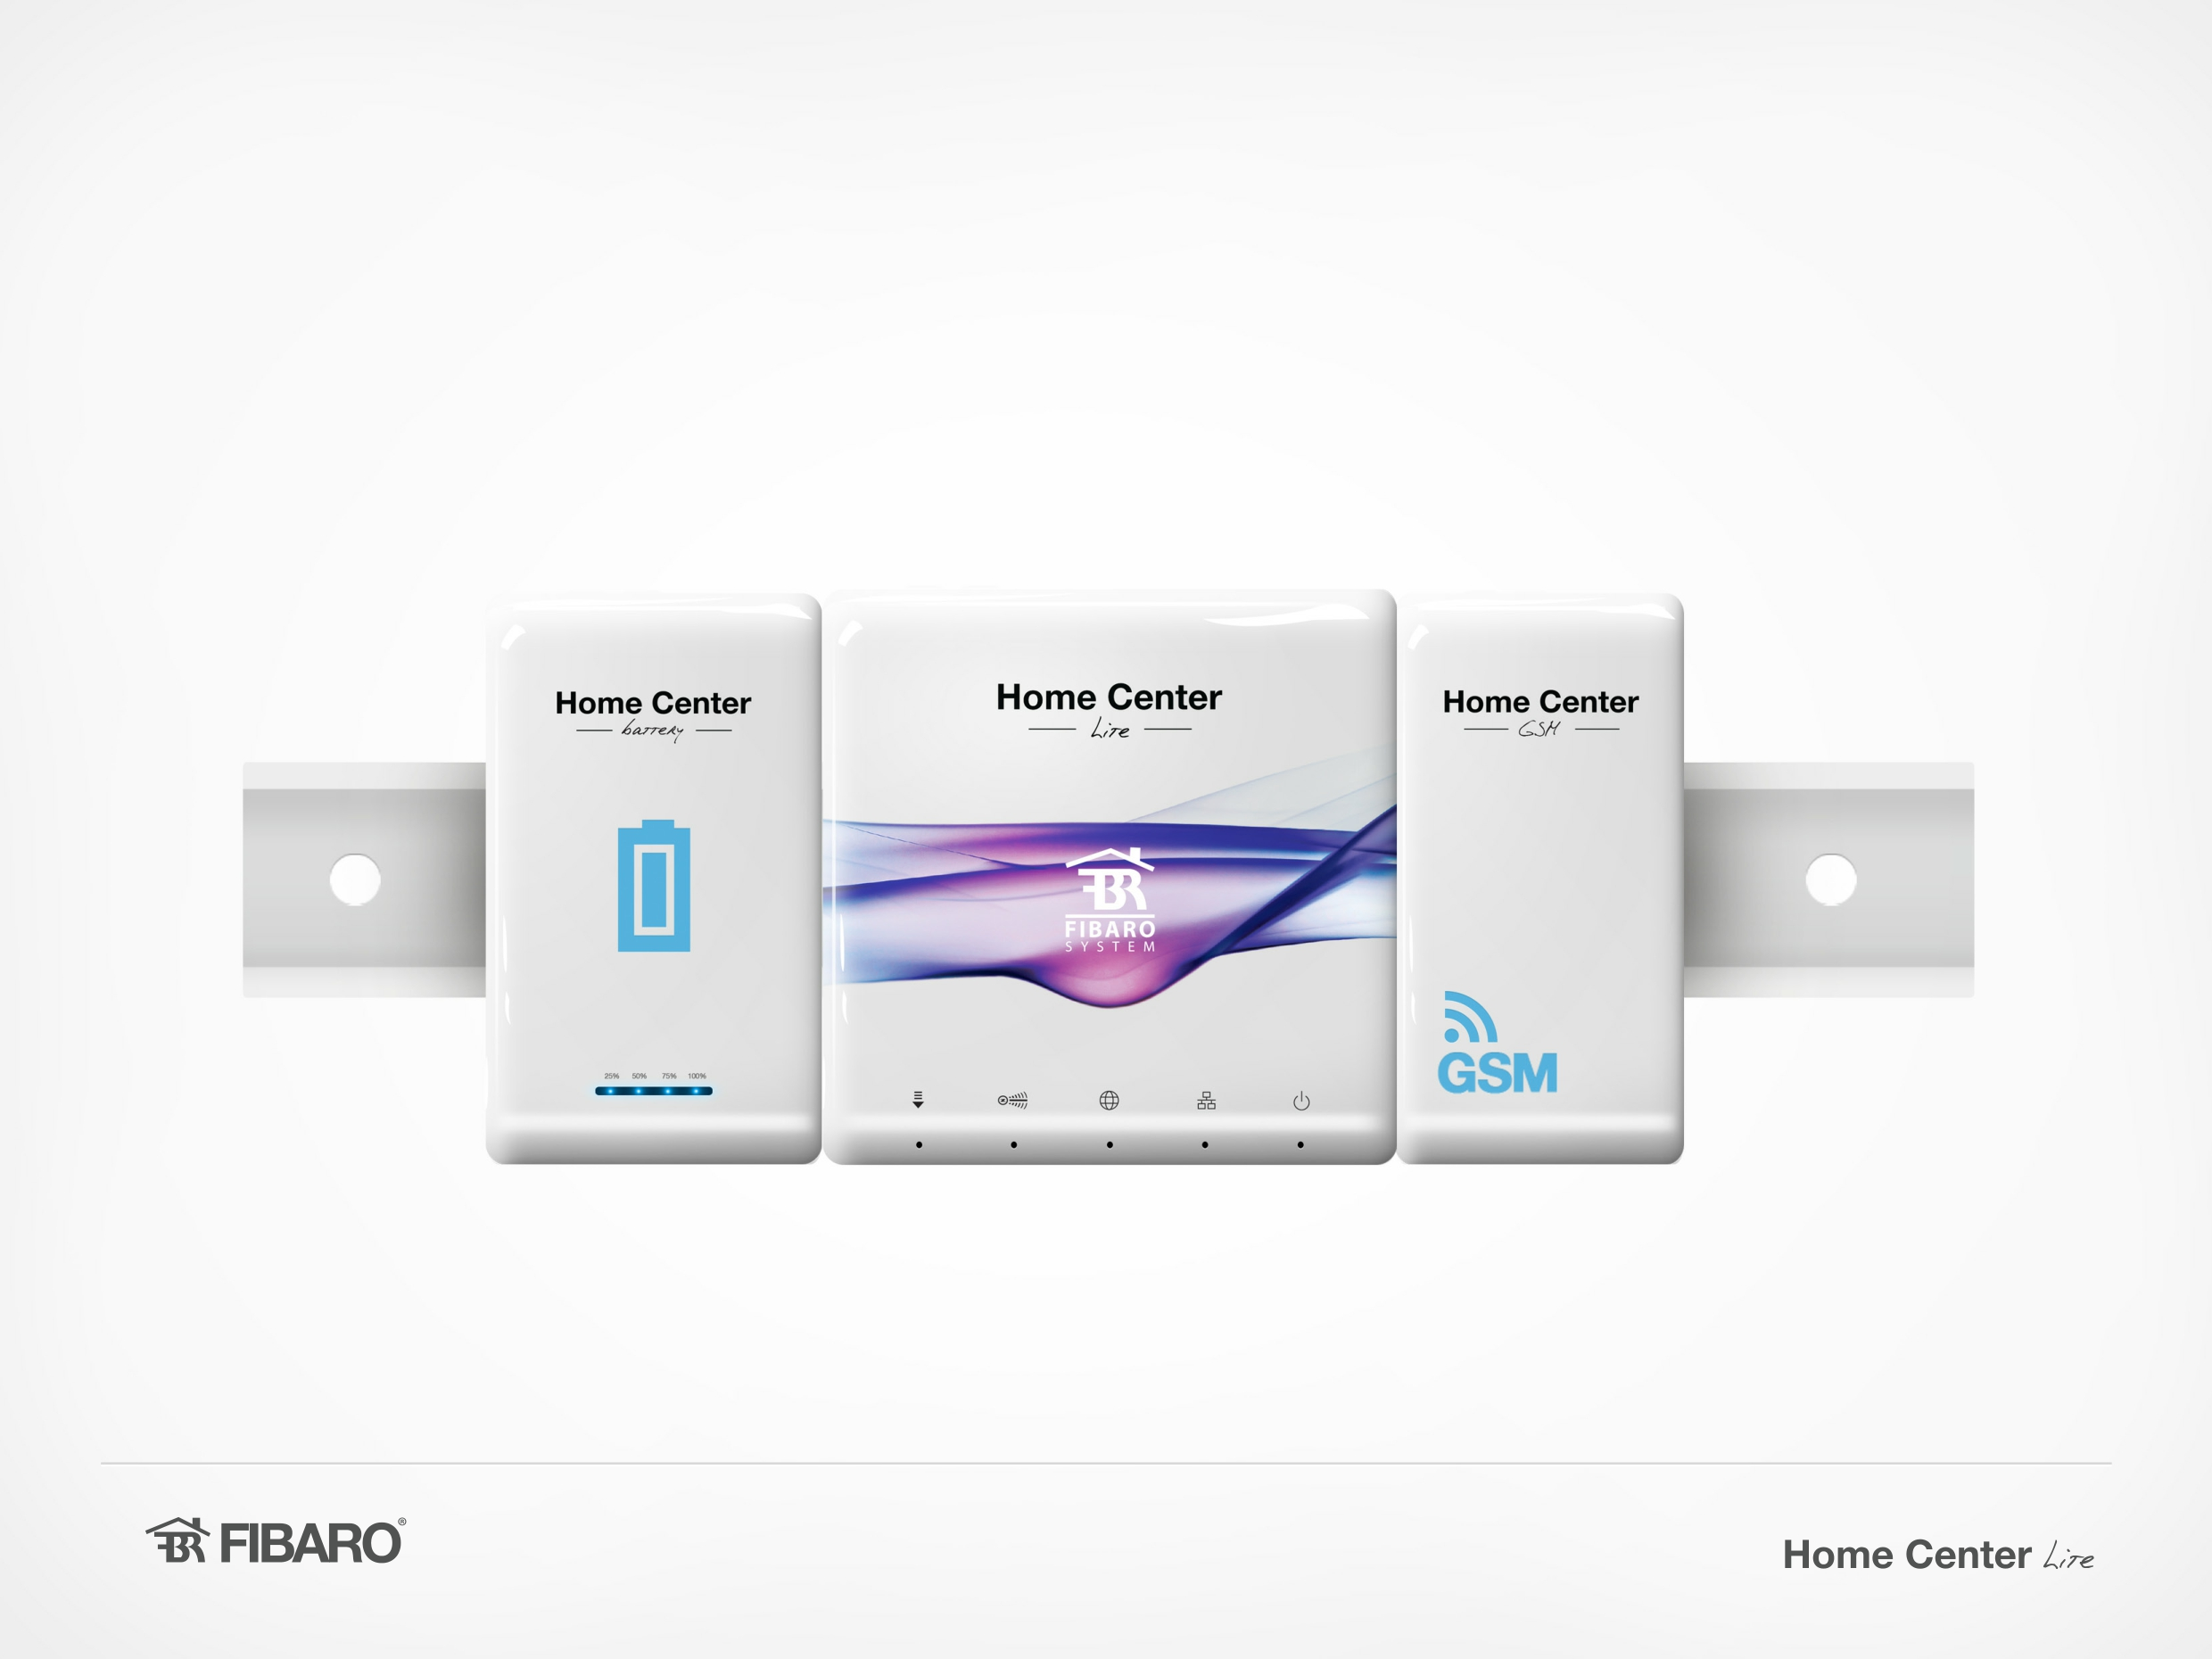 Home Center
battery
25% 50% 75% 100%
Home Center
Lite
FIBARO
SYSTEM
Home Center
GSM
GSM
FIBARO®
Home Center Lite